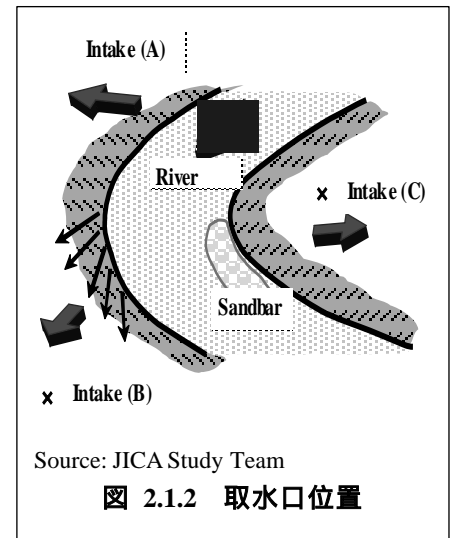 Intake (A)
River
× Intake (C)
Sandbar
× Intake (B)
Source: JICA Study Team
図 2.1.2 取水口位置